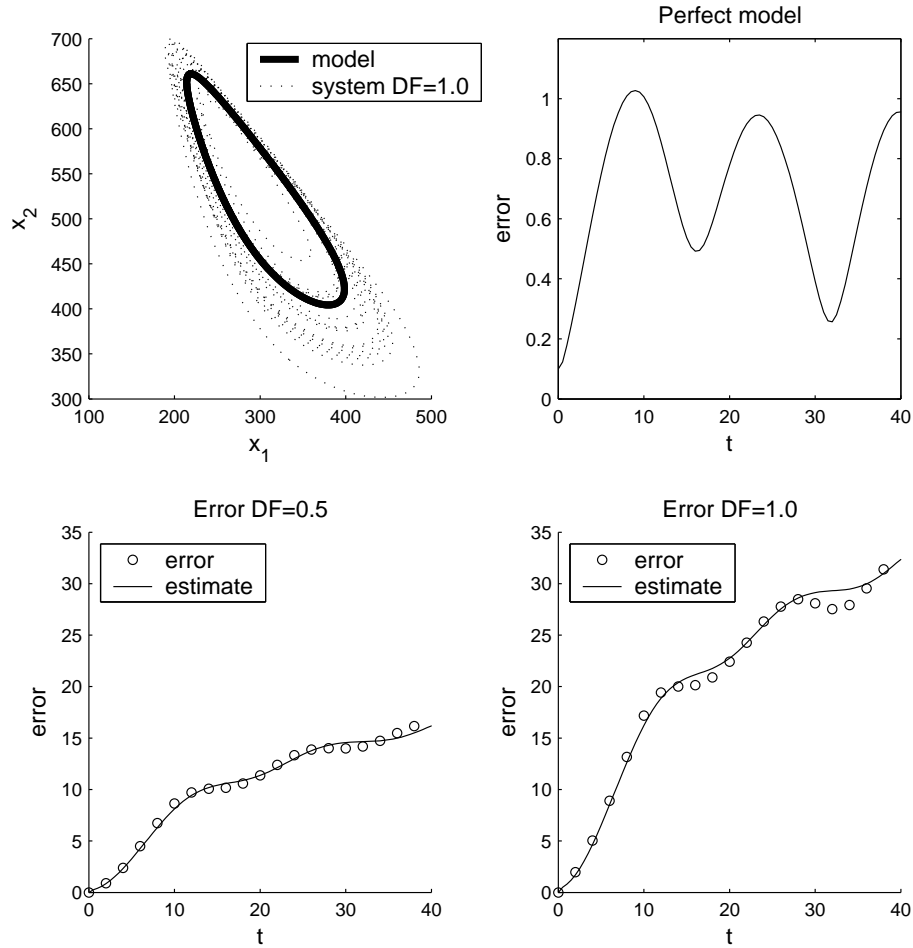 Perfect model
700
650
600
550
500
450
400
350
300
100 200 300 400 500
x_2
x_1
model
system DF=1.0
1
0.8
0.6
0.4
0.2
0
0 10 20 30 40
error
t
Error DF=0.5
35
30
25
20
15
10
5
0
0 10 20 30 40
error
t
error
estimate
Error DF=1.0
35
30
25
20
15
10
5
0
0 10 20 30 40
error
t
error
estimate